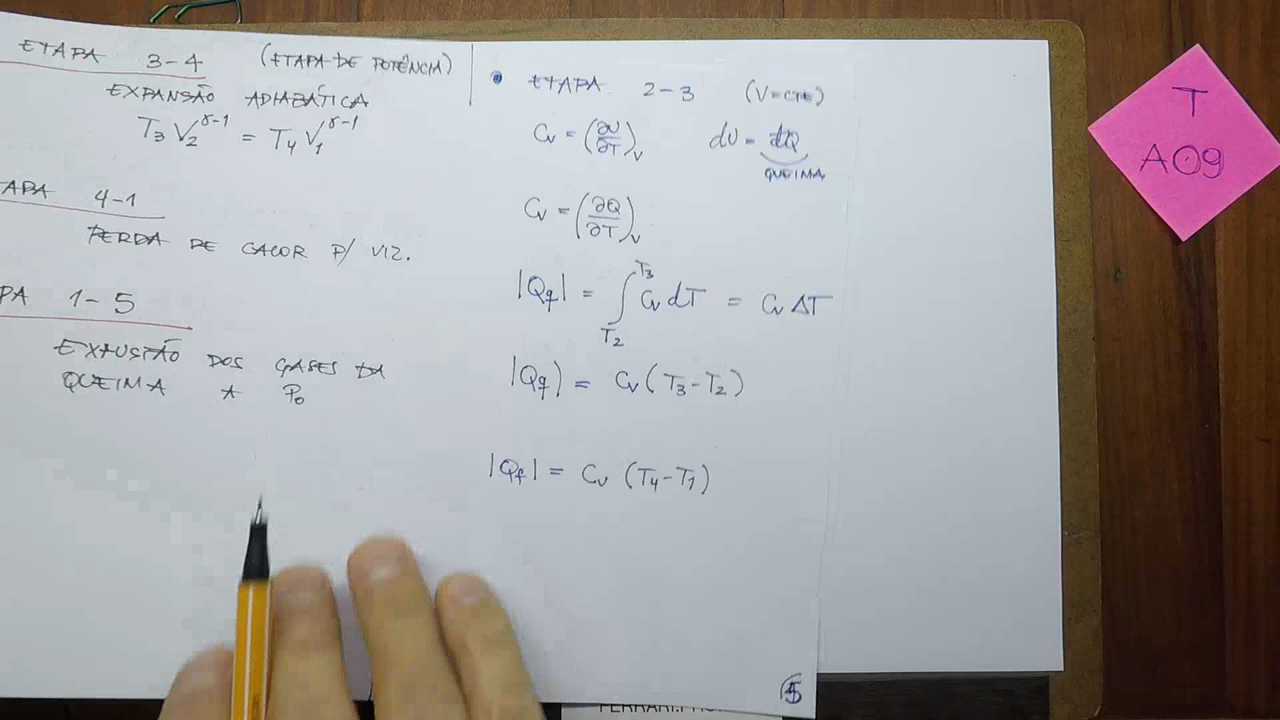 ETAPA 3-4 (ETAPA DE POTÊNCIA)
EXPANSÃO ADIABÁTICA
T₃ V₂^γ-1 = T₄ V₁^γ-1
APA 4-1
PERDA DE CALOR P/ VIZ.
PA 1-5
EXAUSTÃO DOS GASES DA
QUEIMA A P₀
• ETAPA 2-3 (V=CTE)
Cv = (∂U/∂T)v dU = đQ
QUEIMA
Cv = (∂Q/∂T)v
|Qq| = ∫T₂^T₃ Cv dT = Cv ΔT
|Qq| = Cv (T₃-T₂)
|Qf| = Cv (T₄-T₁)
T
A09